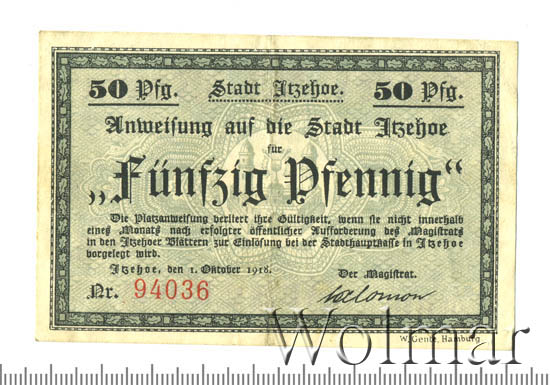 50 Pfg. Stadt Itzehoe. 50 Pfg.
Anweisung auf die Stadt Itzehoe
für
„Fünfzig Pfennig“
Die Platzanweisung verliert ihre Gültigkeit, wenn sie nicht innerhalb
eines Monats nach erfolgter öffentlicher Aufforderung des Magistrats
in den Itzehoer Blättern zur Einlösung bei der Stadthauptkasse in Itzehoe
vorgelegt wird.
Itzehoe, den 1. Oktober 1918. Der Magistrat.
Nr. 94036
W. Gente, Hamburg
Wolmar